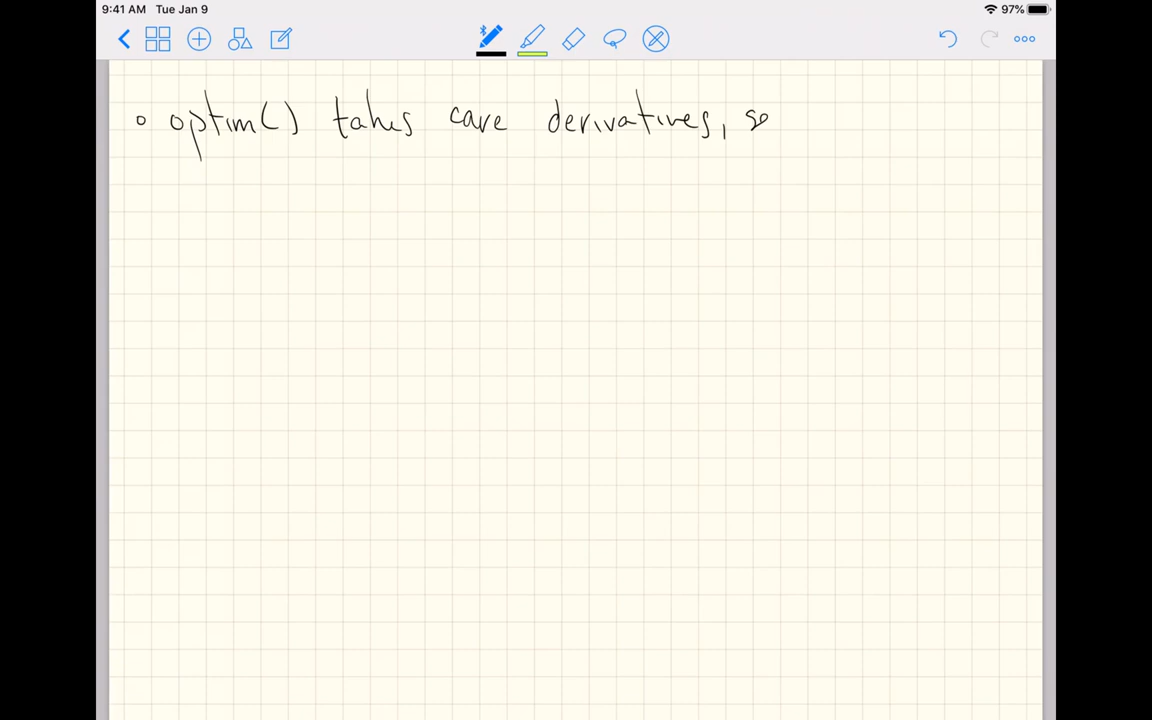 9:41 AM Tue Jan 9 97%
o optim() takes care derivatives, so